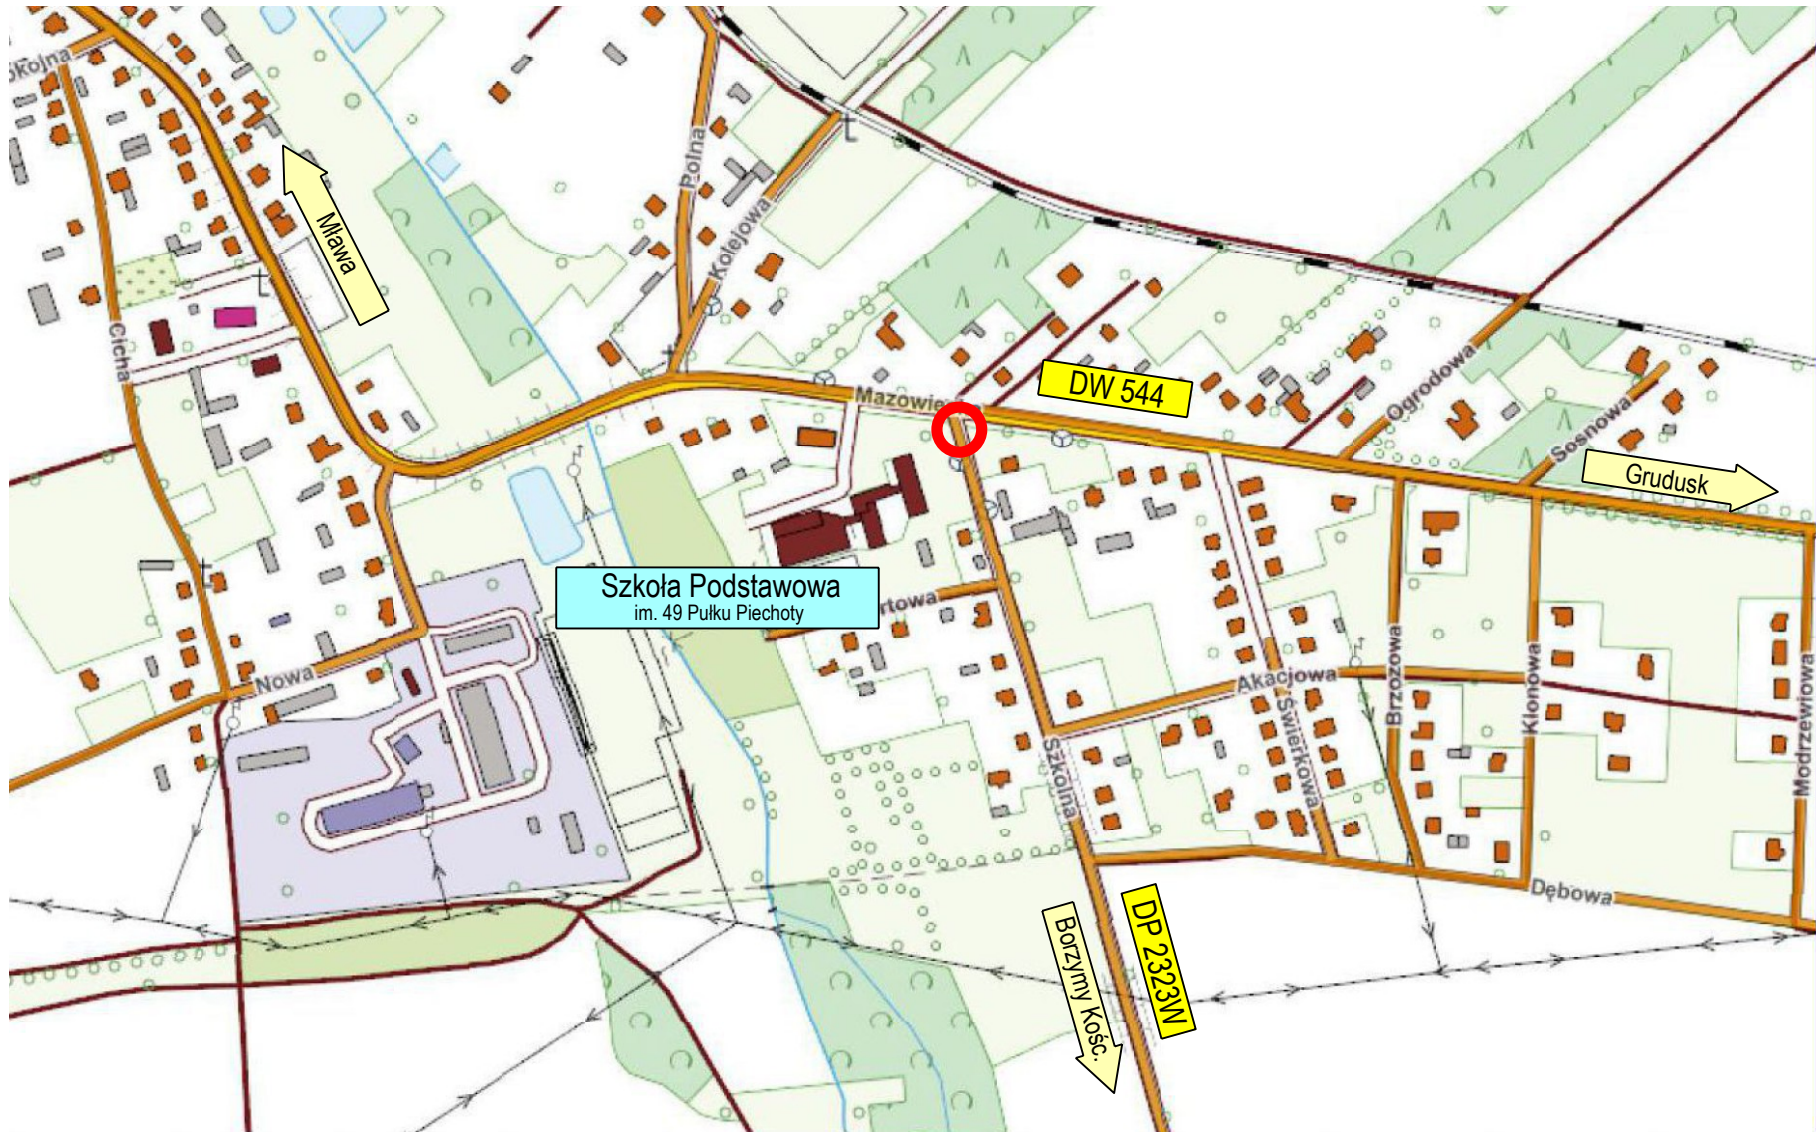 okojna
Mława
Polna
Kolejowa
Cicha
Mazowie
DW 544
Ogrodowa
Sosnowa
Grudusk
Szkoła Podstawowa
im. 49 Pułku Piechoty
rtowa
Nowa
Akacjowa
Brzozowa
Klonowa
Modrzewiowa
Świerkowa
Szkolna
Dębowa
Borzymy Kośc.
DP 2323W